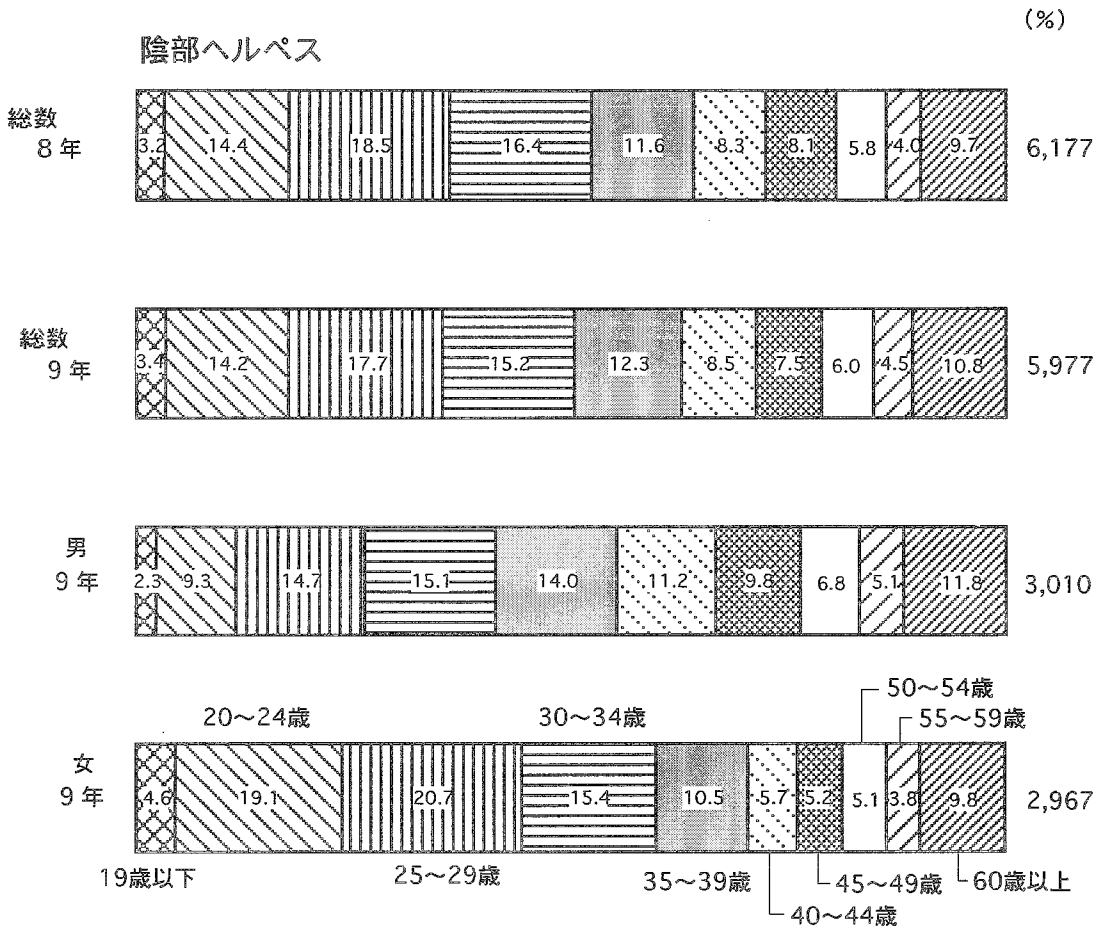 (%)
陰部ヘルペス
総数
8年
3.2 14.4 18.5 16.4 11.6 8.3 8.1 5.8 4.0 9.7 6,177
総数
9年
3.4 14.2 17.7 15.2 12.3 8.5 7.5 6.0 4.5 10.8 5,977
男
9年
2.3 9.3 14.7 15.1 14.0 11.2 9.8 6.8 5.1 11.8 3,010
50～54歳
20～24歳 30～34歳 55～59歳
女
9年
4.6 19.1 20.7 15.4 10.5 5.7 5.2 5.1 3.8 9.8 2,967
19歳以下 25～29歳 35～39歳 45～49歳 60歳以上
40～44歳